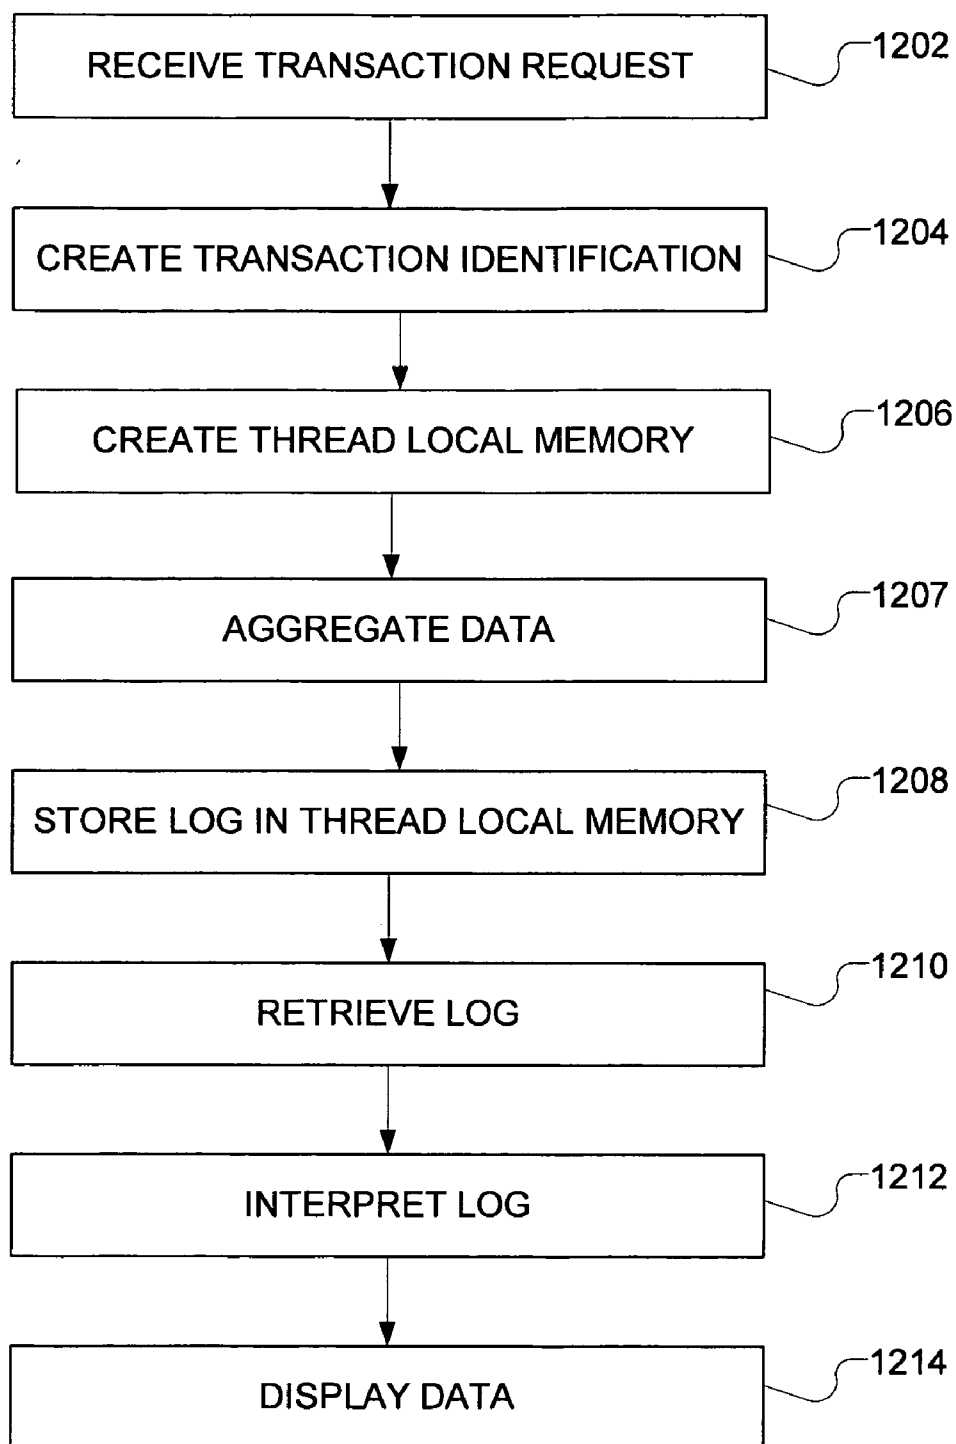 RECEIVE TRANSACTION REQUEST
1202
CREATE TRANSACTION IDENTIFICATION
1204
CREATE THREAD LOCAL MEMORY
1206
AGGREGATE DATA
1207
STORE LOG IN THREAD LOCAL MEMORY
1208
RETRIEVE LOG
1210
INTERPRET LOG
1212
DISPLAY DATA
1214